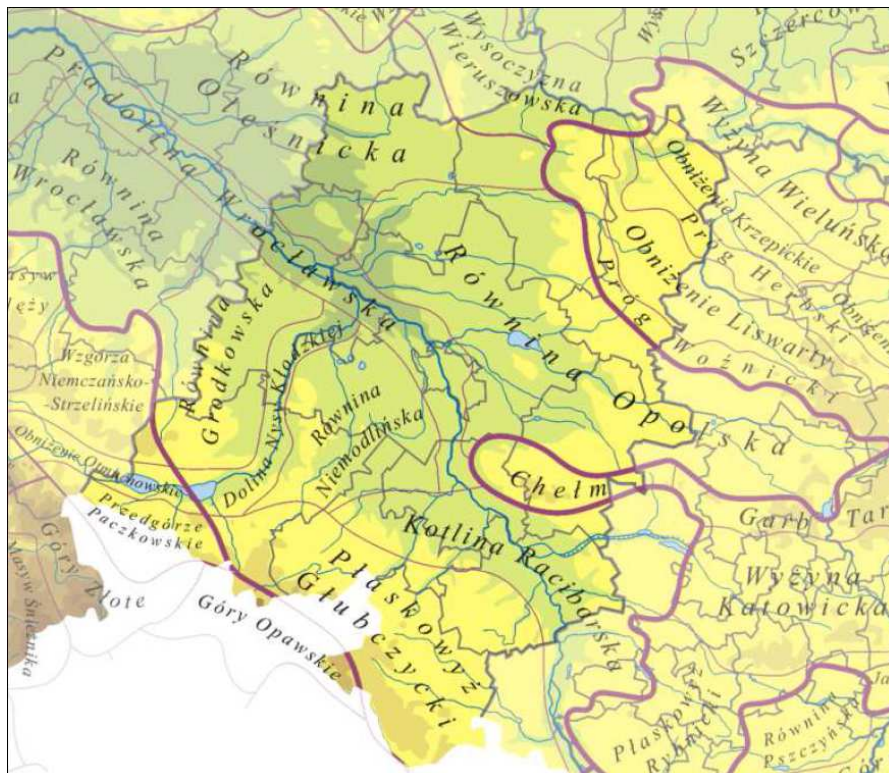 Równina
Oleśnicka
Wysoczyzna
Wieruszowska
Pradolina Wrocławska
Równina
Wrocławska
Wyżyna Wieluńska
Obniżenie
Krzepickie
Próg Herbski
Obniżenie Liswarty
Próg
Woźnicki
Wzgórza
Niemczańsko-
-Strzelińskie
Równina
Grodkowska
Dolina Nysy Kłodzkiej
Równina
Niemodlińska
Równina Opolska
Obniżenie Otmuchowskie
Przedgórze
Paczkowskie
Chełm
Garb
Kotlina Raciborska
Wyżyna
Katowicka
Płaskowyż
Głubczycki
Góry Złote
Masyw Śnieżnika
Góry Opawskie
Płaskowyż
Rybnicki
Równina
Pszczyńska